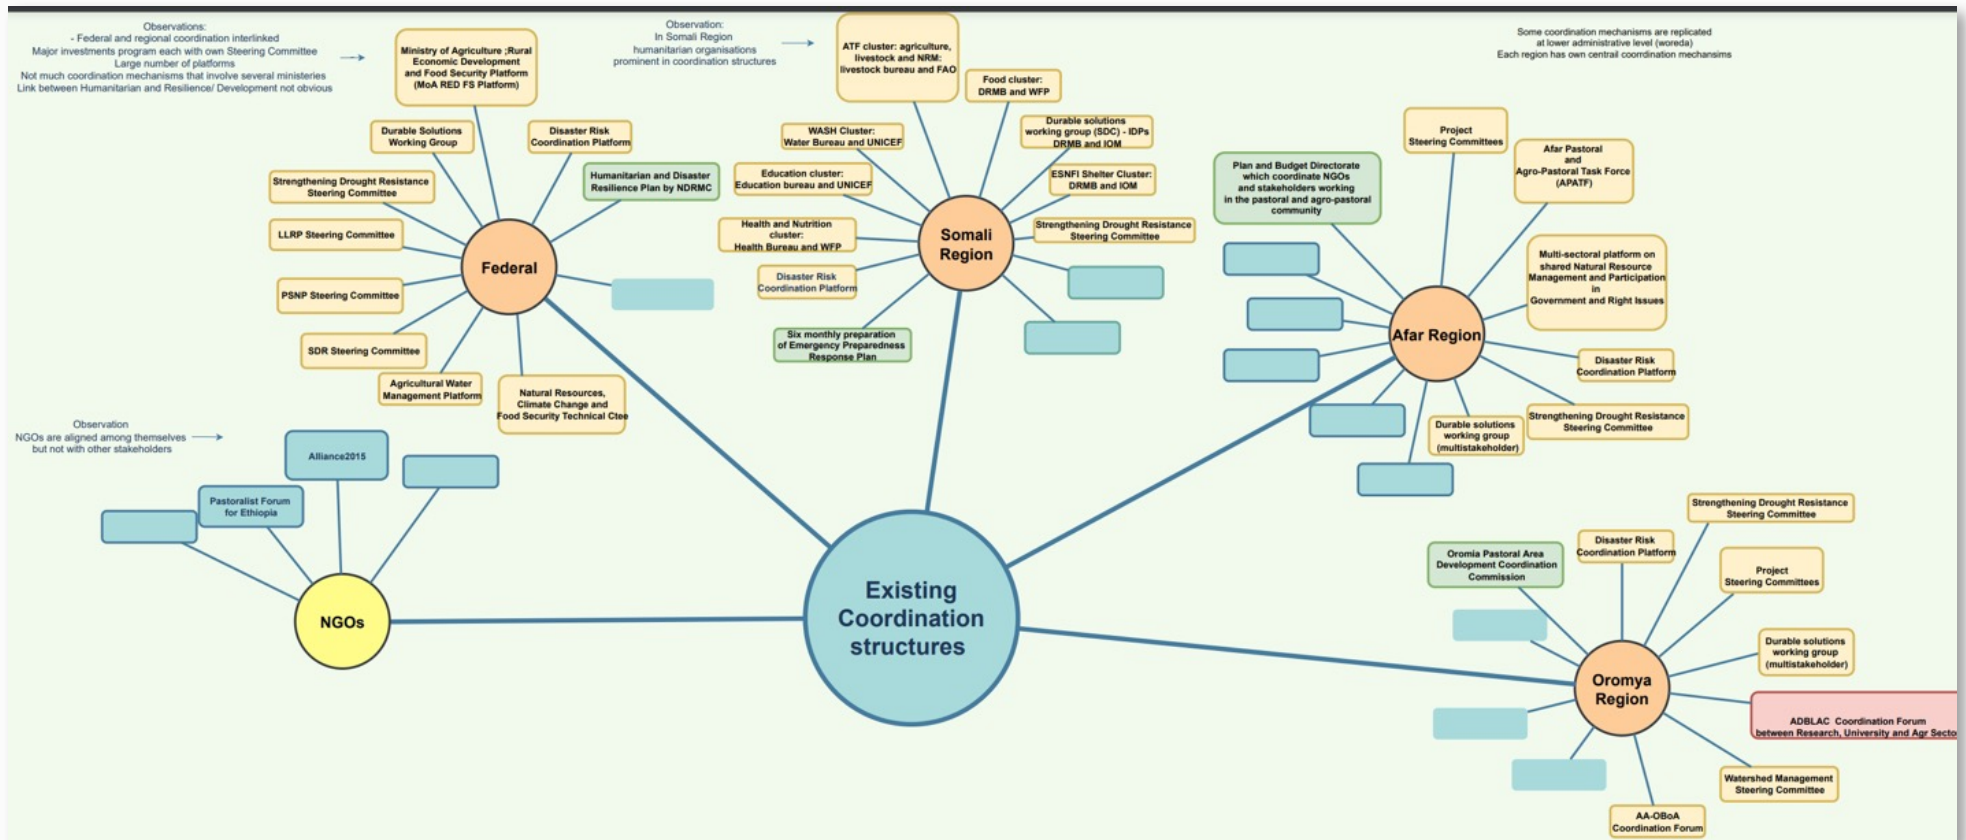 Observations:
- Federal and regional coordination interlinked
Major investments program each with own Steering Committee
Large number of platforms
Not much coordination mechanisms that involve several ministeries
Link between Humanitarian and Resilience/ Development not obvious
Ministry of Agriculture ;Rural
Economic Development
and Food Security Platform
(MoA RED FS Platform)
Durable Solutions
Working Group
Disaster Risk
Coordination Platform
Humanitarian and Disaster
Resilience Plan by NDRMC
Strengthening Drought Resistance
Steering Committee
LLRP Steering Committee
PSNP Steering Committee
SDR Steering Committee
Agricultural Water
Management Platform
Natural Resources,
Climate Change and
Food Security Technical Ctee
Federal
Observation:
In Somali Region
humanitarian organisations
prominent in coordination structures
ATF cluster: agriculture,
livestock and NRM:
livestock bureau and FAO
Food cluster:
DRMB and WFP
WASH Cluster:
Water Bureau and UNICEF
Durable solutions
working group (SDC) - IDPs
DRMB and IOM
Education cluster:
Education bureau and UNICEF
ESNFI Shelter Cluster:
DRMB and IOM
Health and Nutrition
cluster:
Health Bureau and WFP
Strengthening Drought Resistance
Steering Committee
Disaster Risk
Coordination Platform
Six monthly preparation
of Emergency Preparedness
Response Plan
Somali
Region
Some coordination mechanisms are replicated
at lower administrative level (woreda)
Each region has own centrail coordination mechansims
Project
Steering Committees
Plan and Budget Directorate
which coordinate NGOs
and stakeholders working
in the pastoral and agro-pastoral
community
Afar Pastoral
and
Agro-Pastoral Task Force
(APATF)
Multi-sectoral platform on
shared Natural Resource
Management and Participation
in
Government and Right Issues
Disaster Risk
Coordination Platform
Strengthening Drought Resistance
Steering Committee
Durable solutions
working group
(multistakeholder)
Afar Region
Observation
NGOs are aligned among themselves
but not with other stakeholders
Alliance2015
Pastoralist Forum
for Ethiopia
NGOs
Existing
Coordination
structures
Strengthening Drought Resistance
Steering Committee
Disaster Risk
Coordination Platform
Oromia Pastoral Area
Development Coordination
Commission
Project
Steering Committees
Durable solutions
working group
(multistakeholder)
Oromya
Region
ADBLAC Coordination Forum
between Research, University and Agr Secto
Watershed Management
Steering Committee
AA-OBoA
Coordination Forum